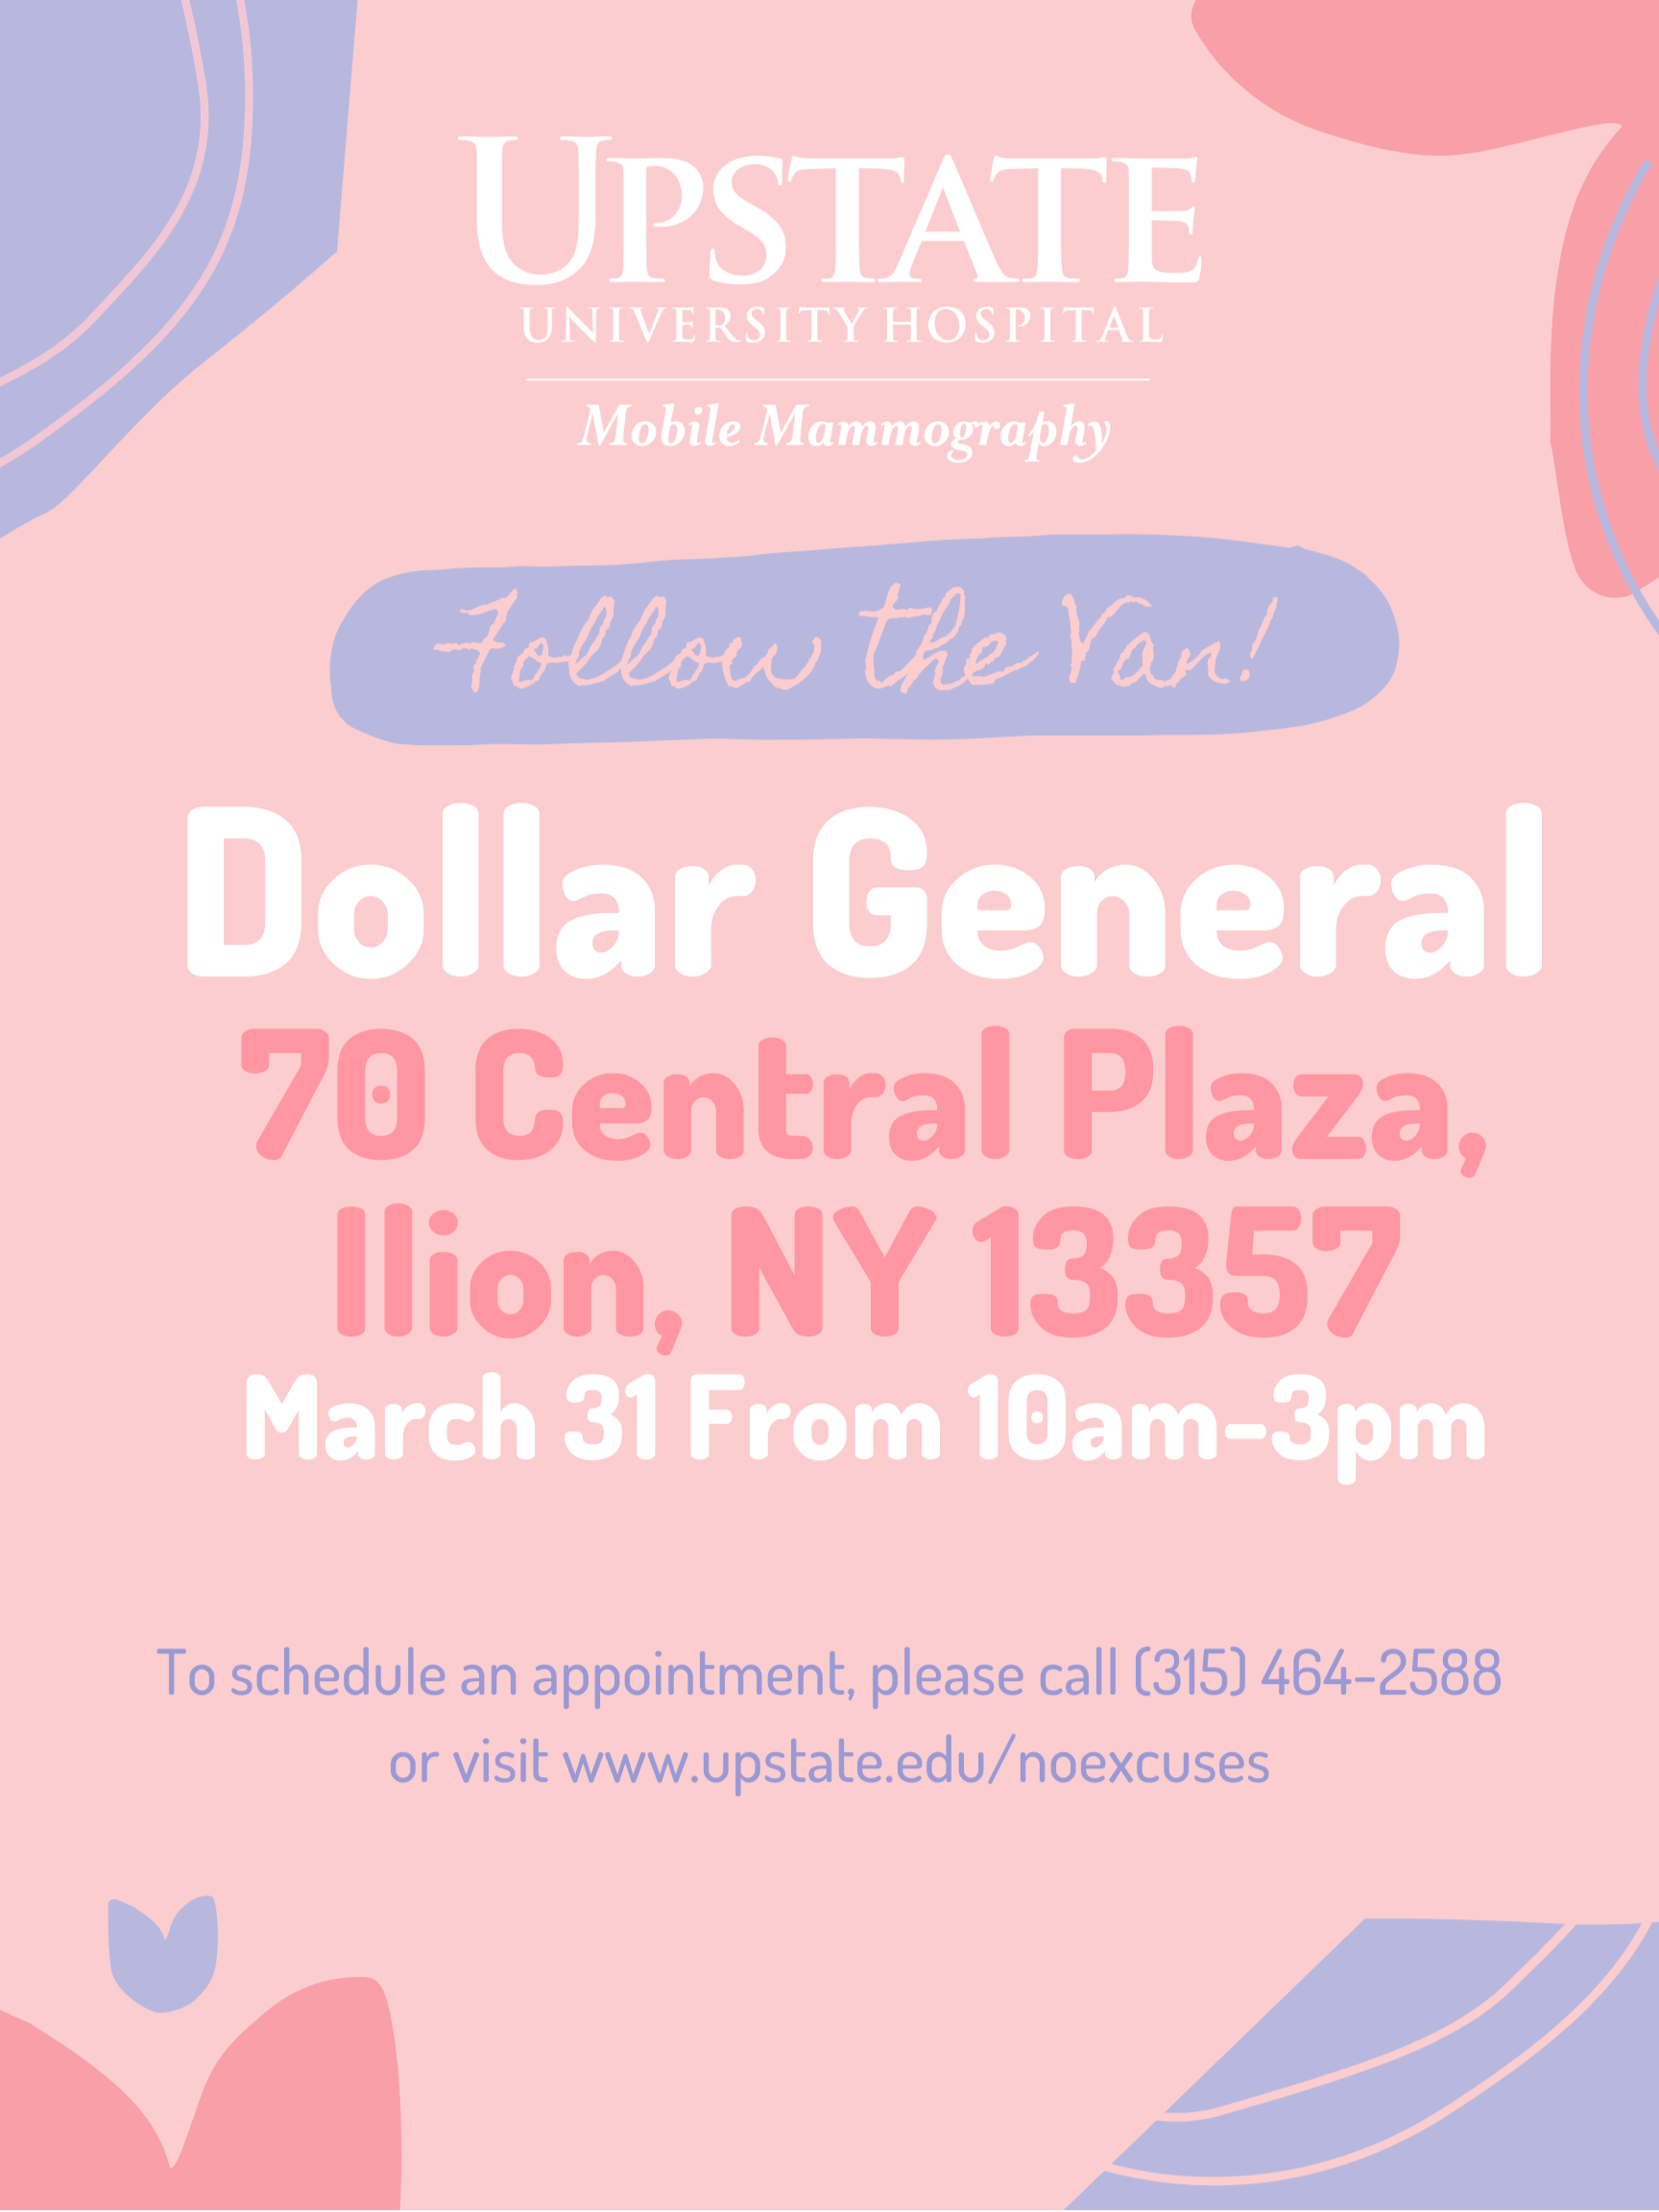 UPSTATE
UNIVERSITY HOSPITAL
Mobile Mammography
Follow the Van!
Dollar General
70 Central Plaza,
Ilion, NY 13357
March 31 From 10am-3pm
To schedule an appointment, please call (315) 464-2588
or visit www.upstate.edu/noexcuses